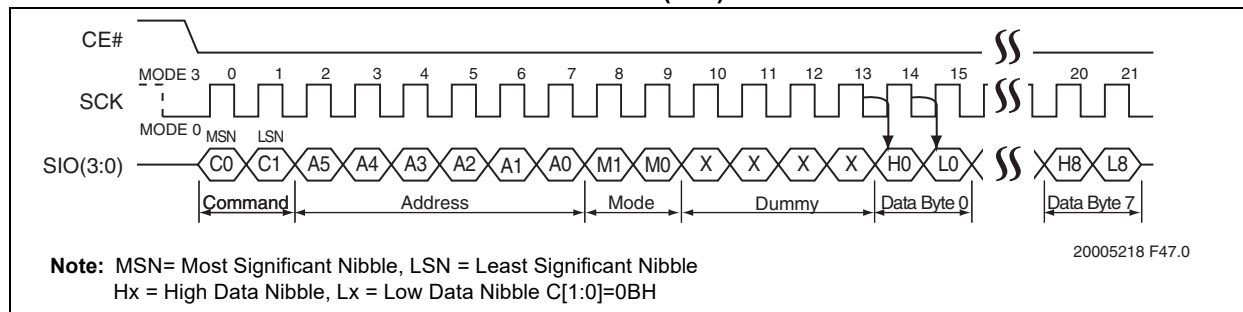 CE#
MODE 3 0 1 2 3 4 5 6 7 8 9 10 11 12 13 14 15 20 21
SCK
MODE 0 MSN LSN
SIO(3:0) C0 C1 A5 A4 A3 A2 A1 A0 M1 M0 X X X X H0 L0 H8 L8
Command Address Mode Dummy Data Byte 0 Data Byte 7
20005218 F47.0
Note: MSN= Most Significant Nibble, LSN = Least Significant Nibble
Hx = High Data Nibble, Lx = Low Data Nibble C[1:0]=0BH